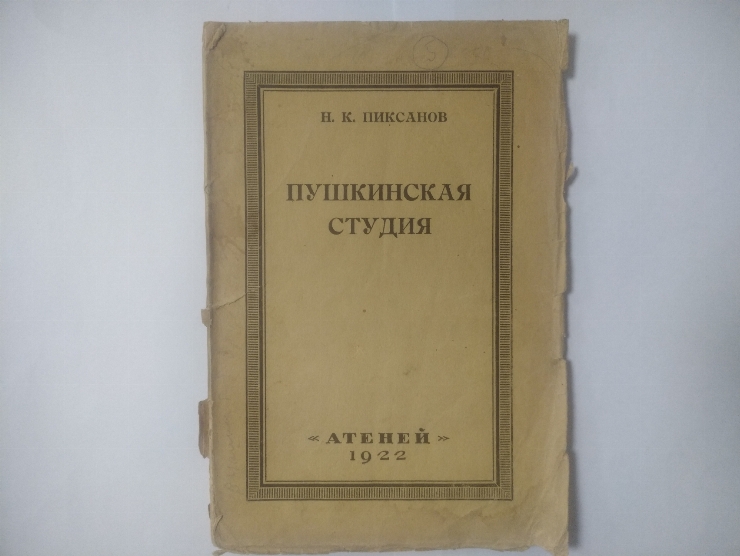 Н. К. ПИКСАНОВ
ПУШКИНСКАЯ
СТУДИЯ
« АТЕНЕЙ »
1922